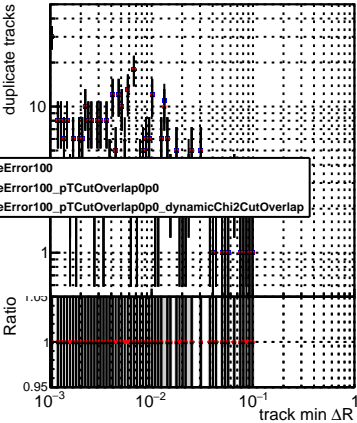 duplicate tracks
10
eError100
eError100_pTCutOverlap0p0
eError100_pTCutOverlap0p0_dynamicChi2CutOverlap
1
Ratio
1.05
1
0.95
10⁻³ 10⁻² 10⁻¹ 1
track min ΔR